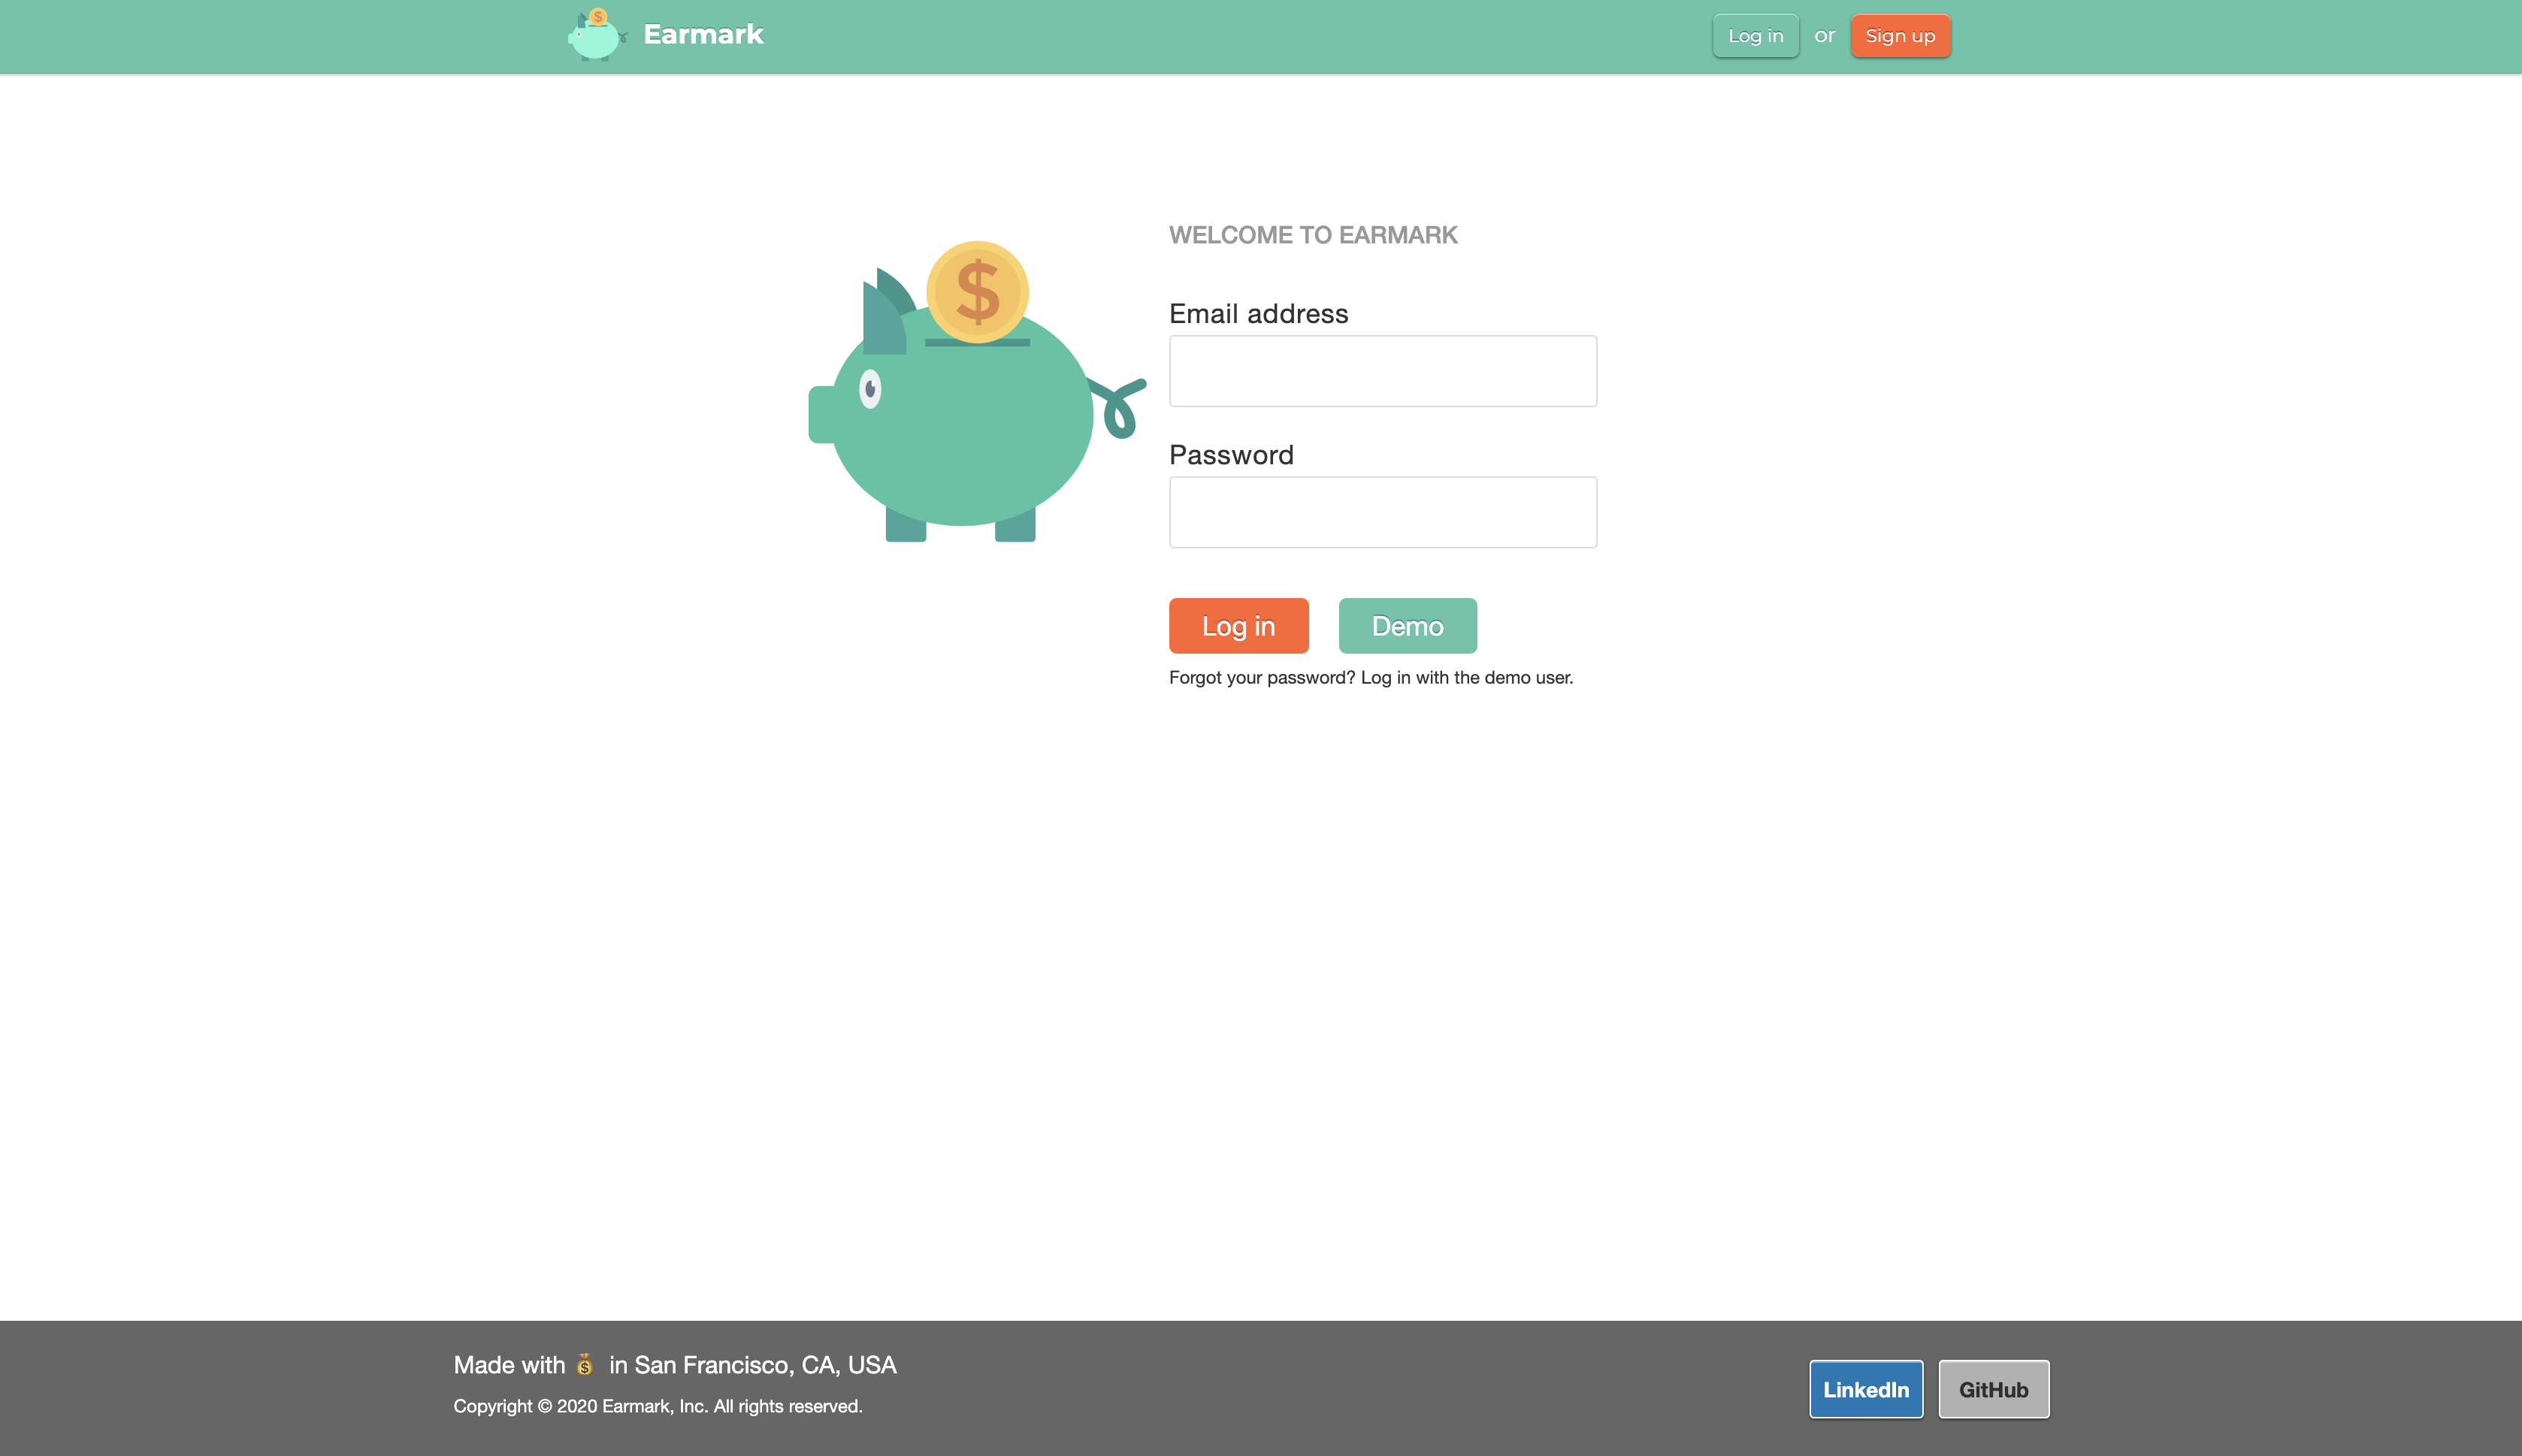 $
Earmark
Log in or Sign up
WELCOME TO EARMARK
$
Email address
Password
Log in Demo
Forgot your password? Log in with the demo user.
Made with 💰 in San Francisco, CA, USA
Copyright © 2020 Earmark, Inc. All rights reserved.
LinkedIn GitHub